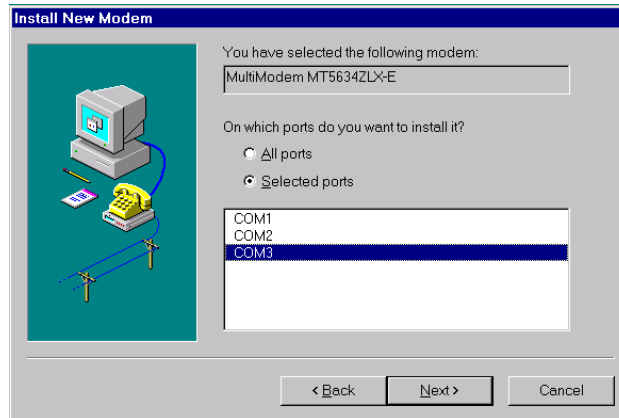 Install New Modem
You have selected the following modem:
MultiModem MT5634ZLX-E
On which ports do you want to install it?
All ports
Selected ports
COM1
COM2
COM3
< Back
Next >
Cancel